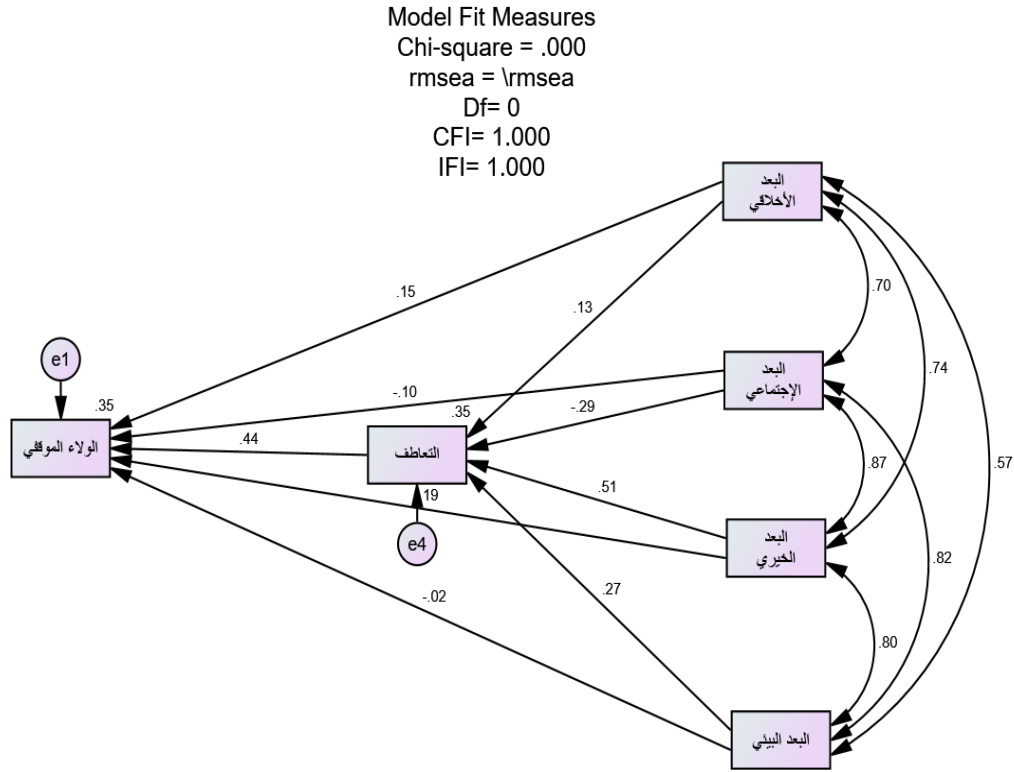 Model Fit Measures
Chi-square = .000
rmsea = \rmsea
Df= 0
CFI= 1.000
IFI= 1.000
البعد
الأخلاقي
.70
.15
.13
.74
e1
البعد
الإجتماعي
-.10
-.29
.35
.35
.44
الولاء الموقفي
التعاطف
.87
.57
.51
19
البعد
الخيري
e4
.82
.27
-.02
.80
البعد البيئي